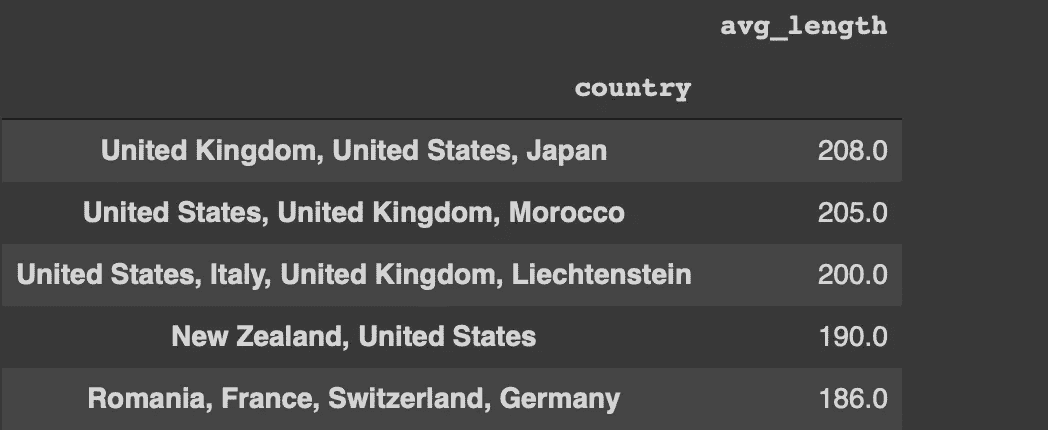 avg_length
country
United Kingdom, United States, Japan 208.0
United States, United Kingdom, Morocco 205.0
United States, Italy, United Kingdom, Liechtenstein 200.0
New Zealand, United States 190.0
Romania, France, Switzerland, Germany 186.0